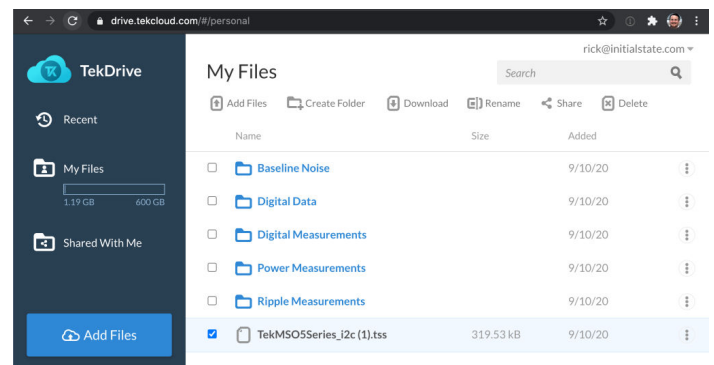 drive.tekcloud.com/#/personal
rick@initialstate.com
TekDrive
My Files
Search
Add Files Create Folder Download Rename Share Delete
Recent
Name Size Added
My Files
1.19 GB 600 GB
Shared With Me
Add Files
Baseline Noise 9/10/20
Digital Data 9/10/20
Digital Measurements 9/10/20
Power Measurements 9/10/20
Ripple Measurements 9/10/20
TekMSO5Series_i2c (1).tss 319.53 kB 9/10/20